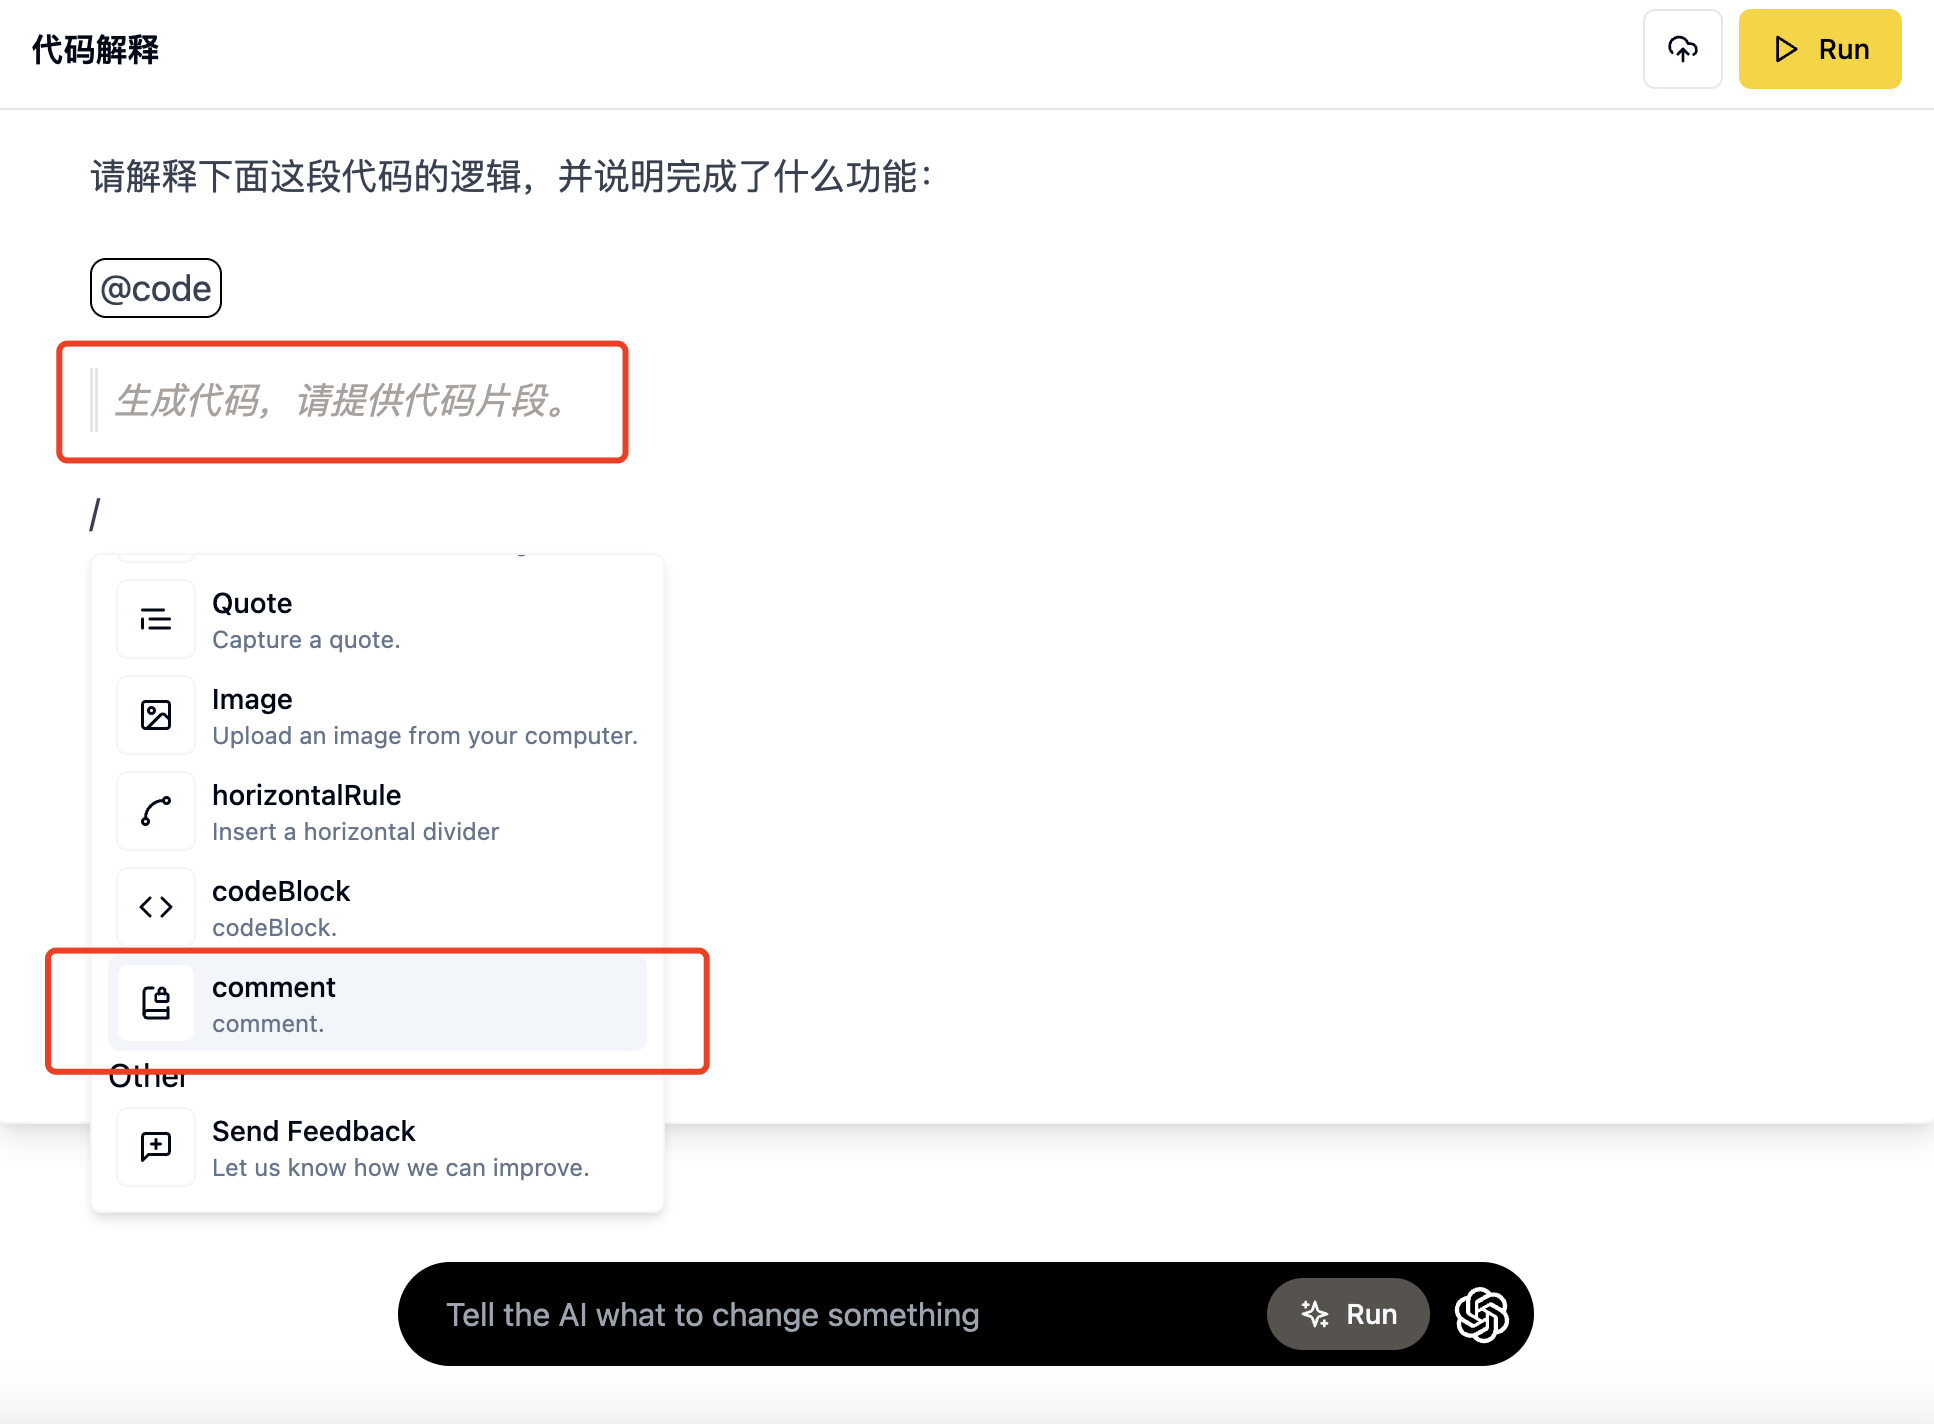 代码解释
Run
请解释下面这段代码的逻辑，并说明完成了什么功能：
@code
生成代码，请提供代码片段。
/
Quote
Capture a quote.
Image
Upload an image from your computer.
horizontalRule
Insert a horizontal divider
codeBlock
codeBlock.
comment
comment.
Other
Send Feedback
Let us know how we can improve.
Tell the AI what to change something
Run